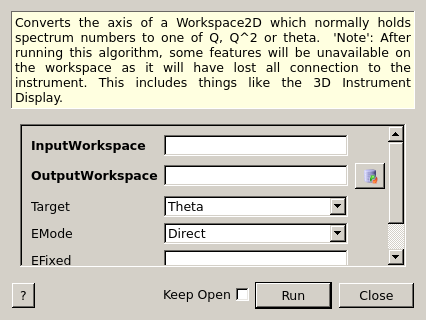 Converts the axis of a Workspace2D which normally holds
spectrum numbers to one of Q, Q^2 or theta. 'Note': After
running this algorithm, some features will be unavailable on
the workspace as it will have lost all connection to the
instrument. This includes things like the 3D Instrument
Display.
InputWorkspace
OutputWorkspace
Target Theta
EMode Direct
EFixed
? Keep Open Run Close